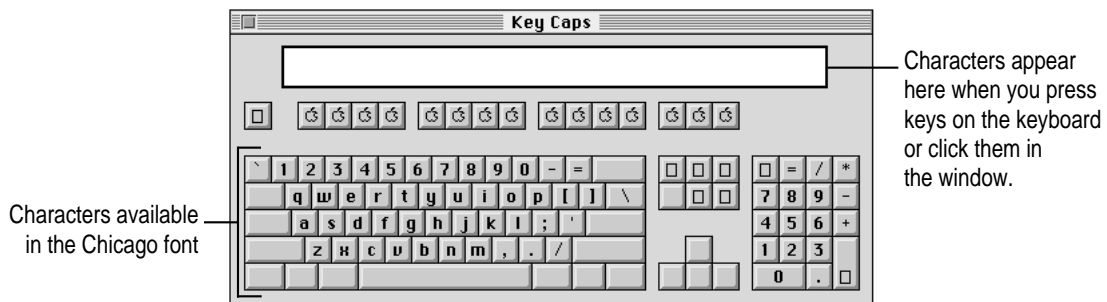 Key Caps
Characters appear
here when you press
keys on the keyboard
or click them in
the window.
` 1 2 3 4 5 6 7 8 9 0 - = = / *
q w e r t y u i o p [ ] \ 7 8 9 -
Characters available
in the Chicago font
a s d f g h j k l ; ' 4 5 6 +
z x c v b n m , . / 1 2 3
0 .